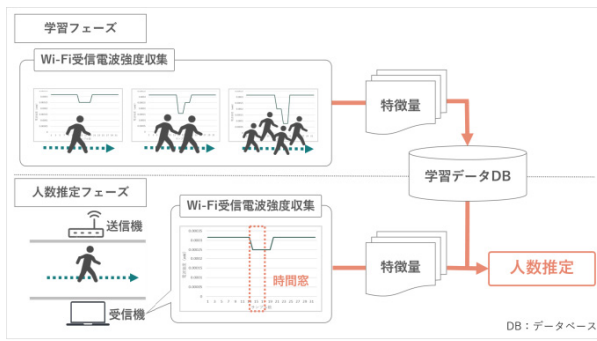 学習フェーズ
Wi-Fi受信電波強度収集
特徴量
学習データDB
人数推定フェーズ
送信機
Wi-Fi受信電波強度収集
時間窓
特徴量
人数推定
受信機
DB：データベース